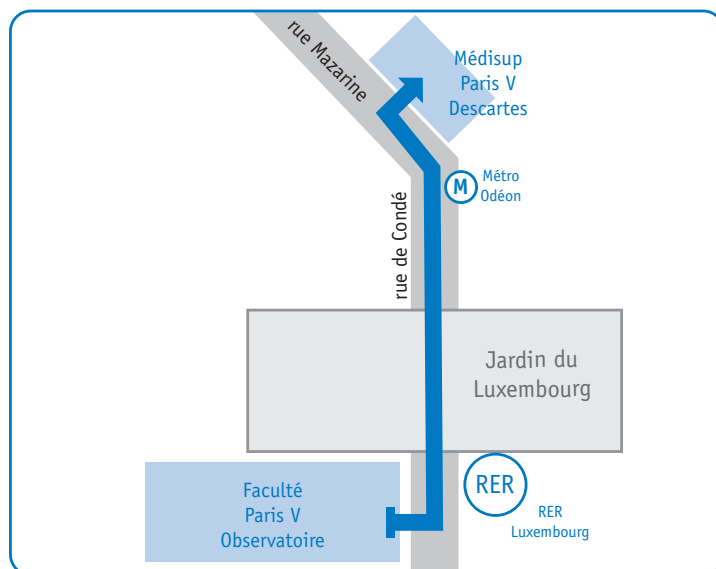 rue Mazarine
Médisup
Paris V
Descartes
M
Métro
Odéon
rue de Condé
Jardin du
Luxembourg
RER
RER
Luxembourg
Faculté
Paris V
Observatoire